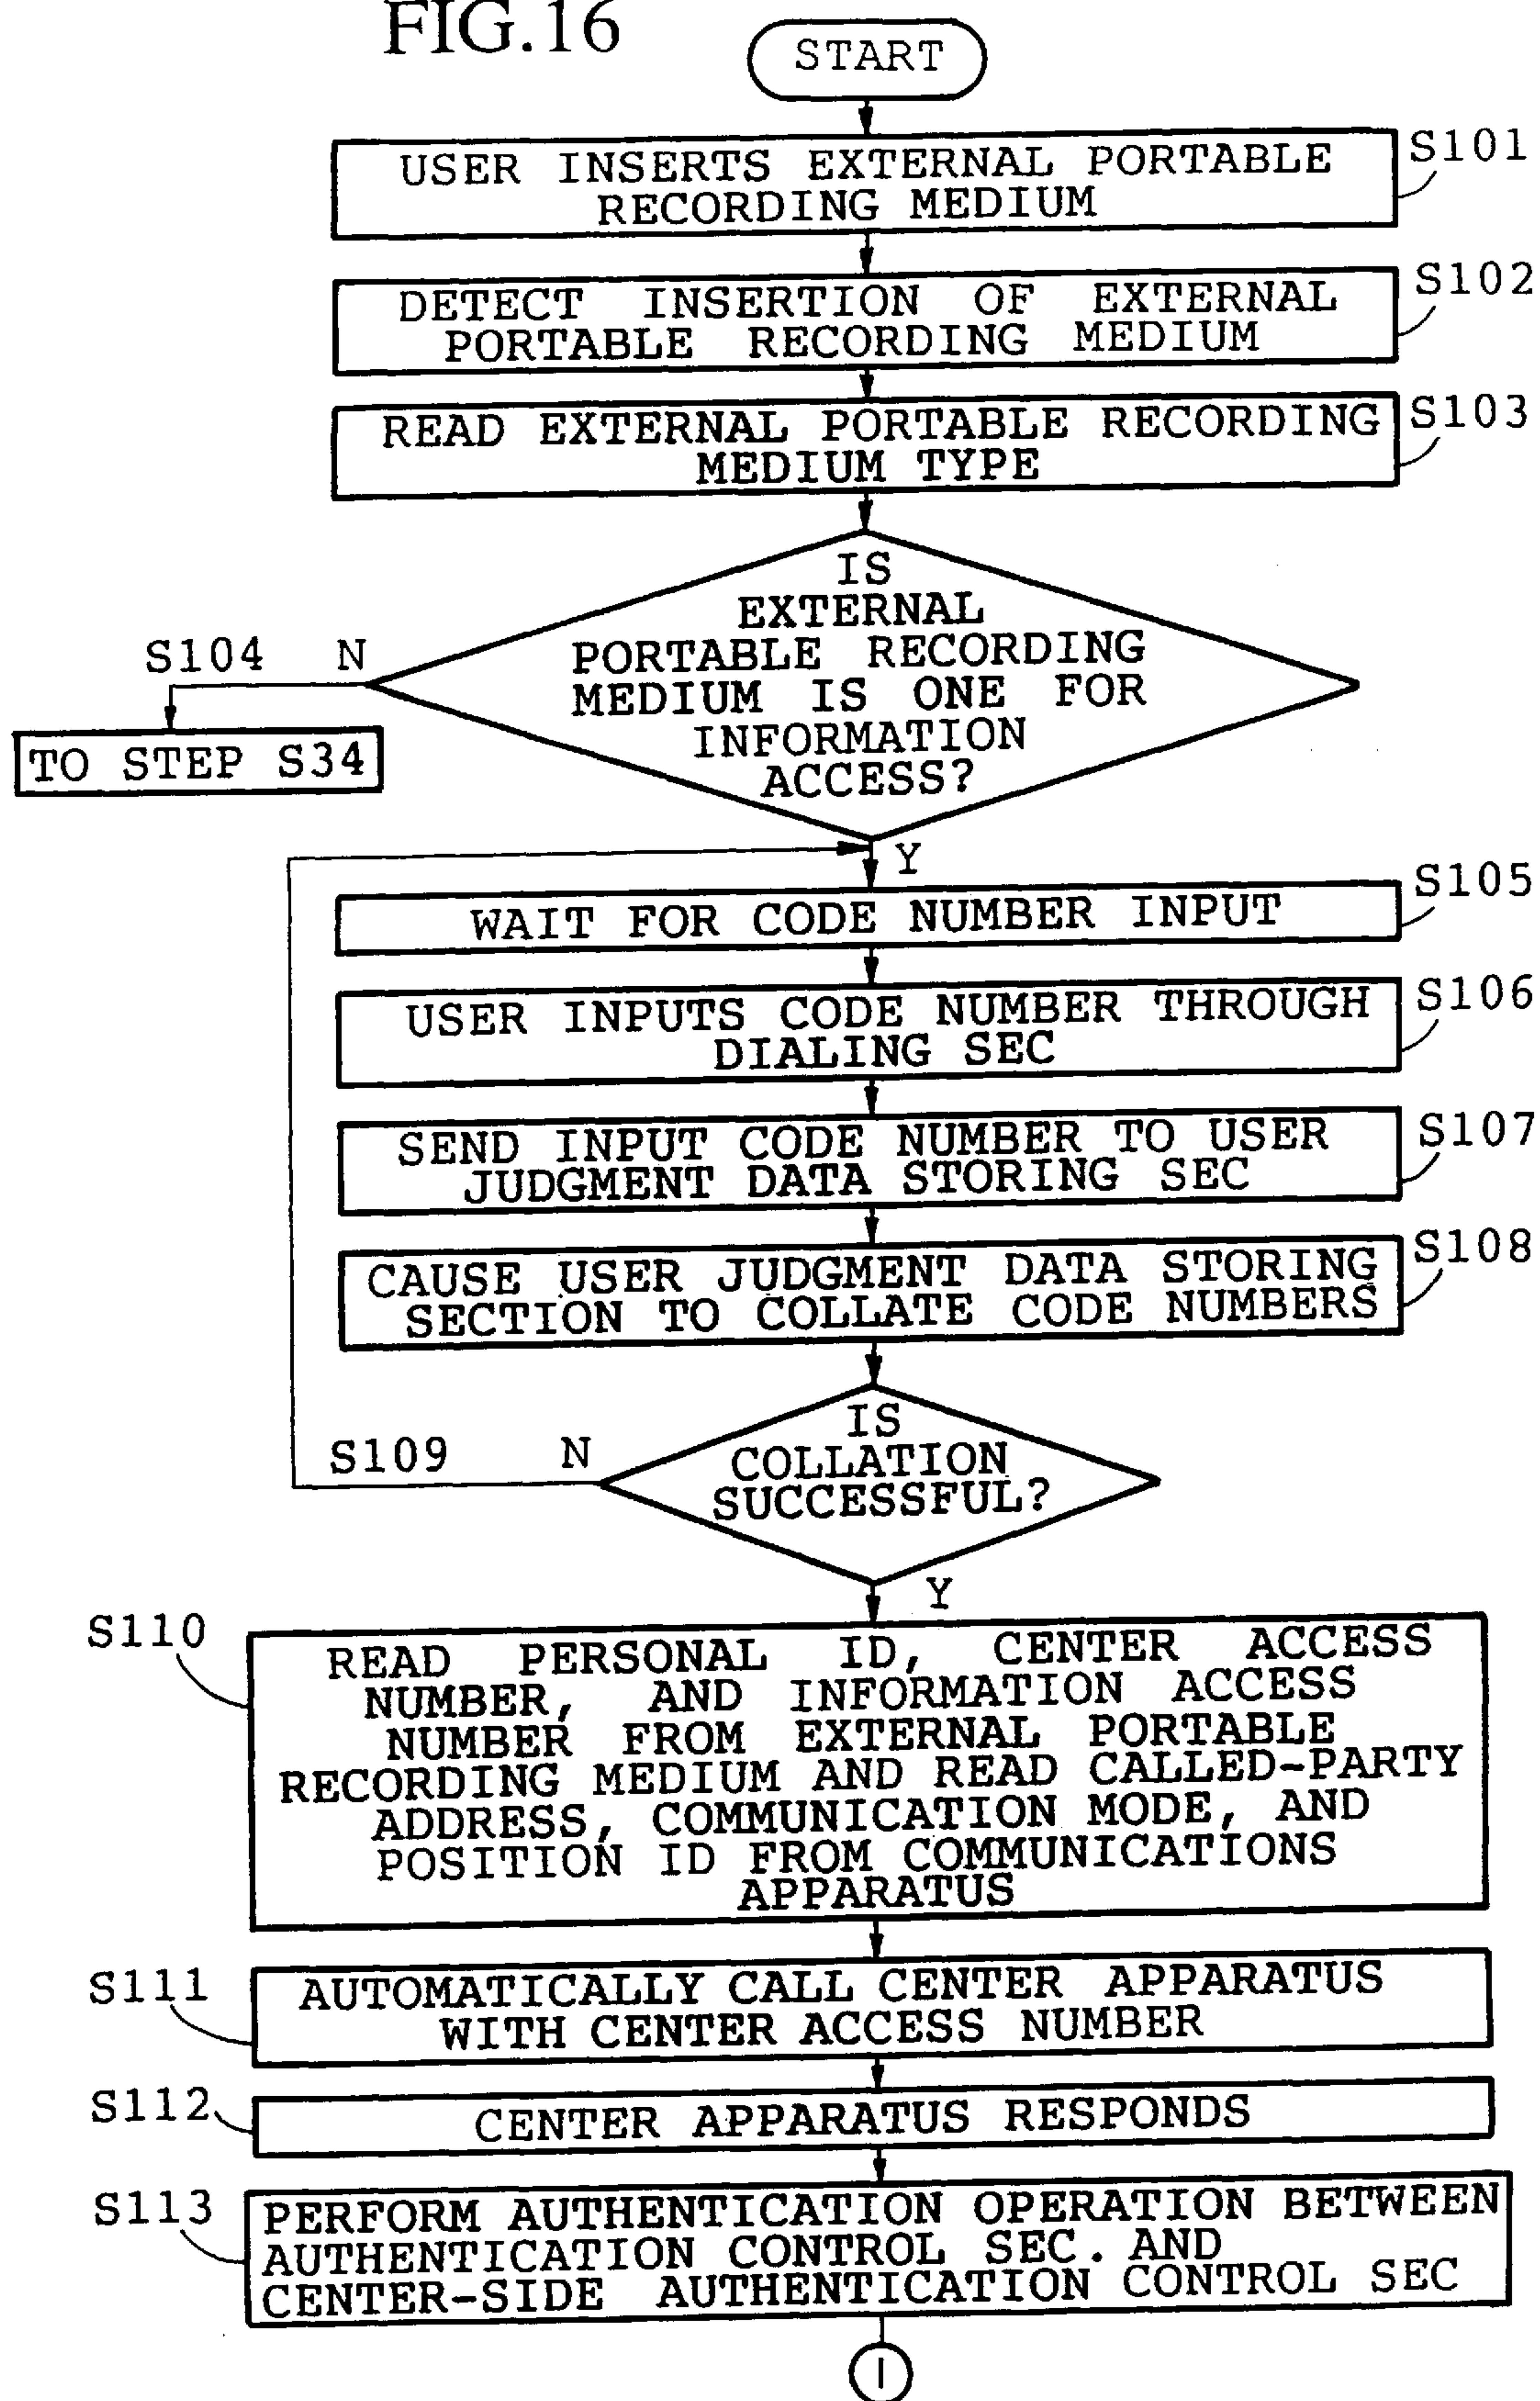 FIG.16
START
USER INSERTS EXTERNAL PORTABLE
RECORDING MEDIUM
S101
DETECT INSERTION OF EXTERNAL
PORTABLE RECORDING MEDIUM
S102
READ EXTERNAL PORTABLE RECORDING
MEDIUM TYPE
S103
IS
EXTERNAL
PORTABLE RECORDING
MEDIUM IS ONE FOR
INFORMATION
ACCESS?
S104 N
TO STEP S34
Y
WAIT FOR CODE NUMBER INPUT
S105
USER INPUTS CODE NUMBER THROUGH
DIALING SEC
S106
SEND INPUT CODE NUMBER TO USER
JUDGMENT DATA STORING SEC
S107
CAUSE USER JUDGMENT DATA STORING
SECTION TO COLLATE CODE NUMBERS
S108
IS
COLLATION
SUCCESSFUL?
S109 N
Y
S110
READ PERSONAL ID, CENTER ACCESS
NUMBER, AND INFORMATION ACCESS
NUMBER FROM EXTERNAL PORTABLE
RECORDING MEDIUM AND READ CALLED-PARTY
ADDRESS, COMMUNICATION MODE, AND
POSITION ID FROM COMMUNICATIONS
APPARATUS
S111
AUTOMATICALLY CALL CENTER APPARATUS
WITH CENTER ACCESS NUMBER
S112
CENTER APPARATUS RESPONDS
S113
PERFORM AUTHENTICATION OPERATION BETWEEN
AUTHENTICATION CONTROL SEC. AND
CENTER-SIDE AUTHENTICATION CONTROL SEC
I